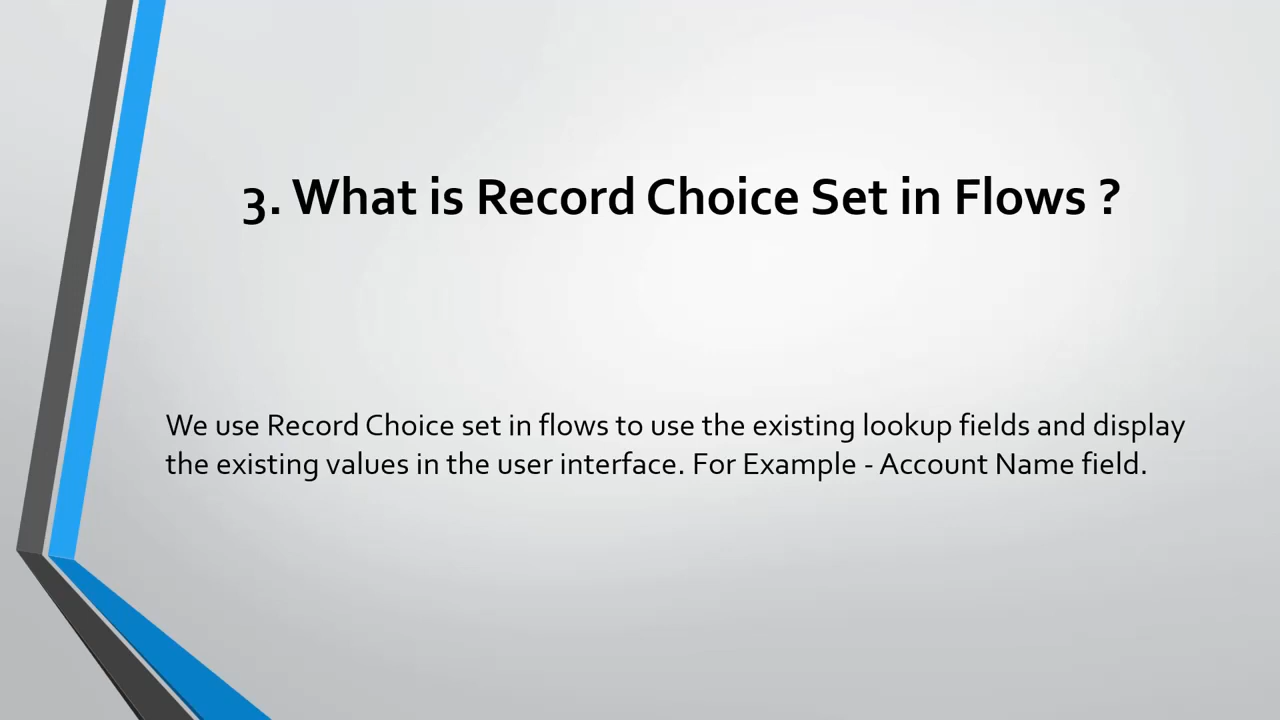 3. What is Record Choice Set in Flows ?
We use Record Choice set in flows to use the existing lookup fields and display
the existing values in the user interface. For Example - Account Name field.